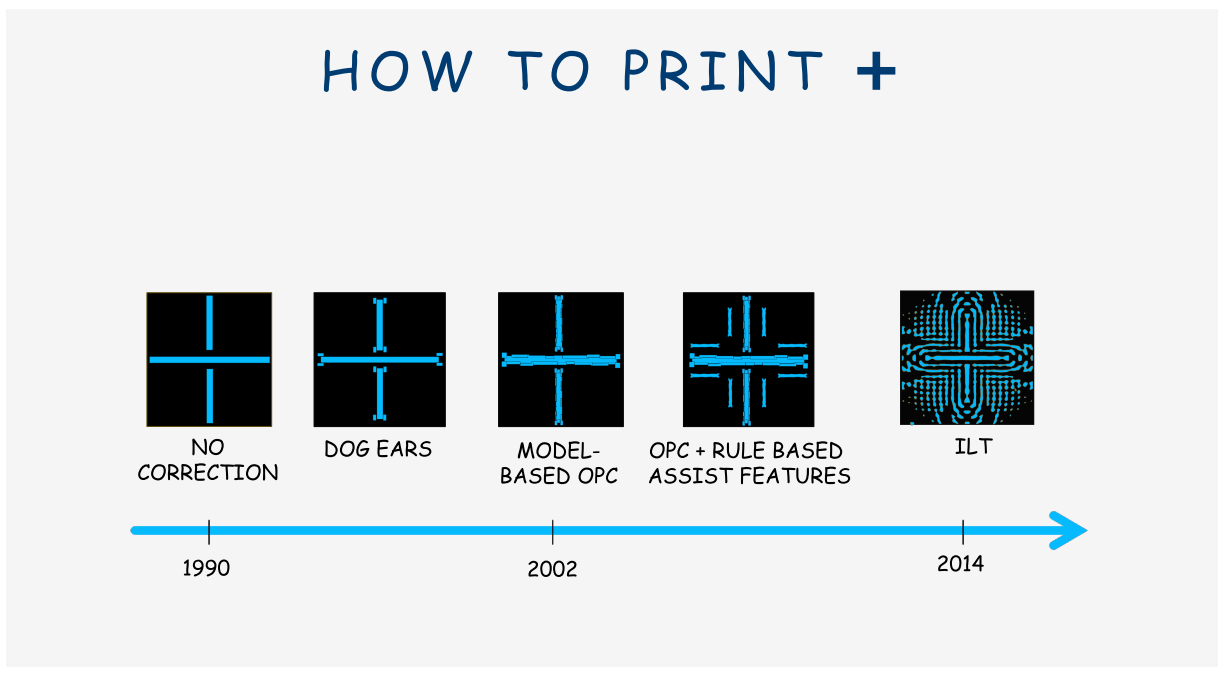 HOW TO PRINT +
NO
CORRECTION
DOG EARS
MODEL-
BASED OPC
OPC + RULE BASED
ASSIST FEATURES
ILT
1990
2002
2014